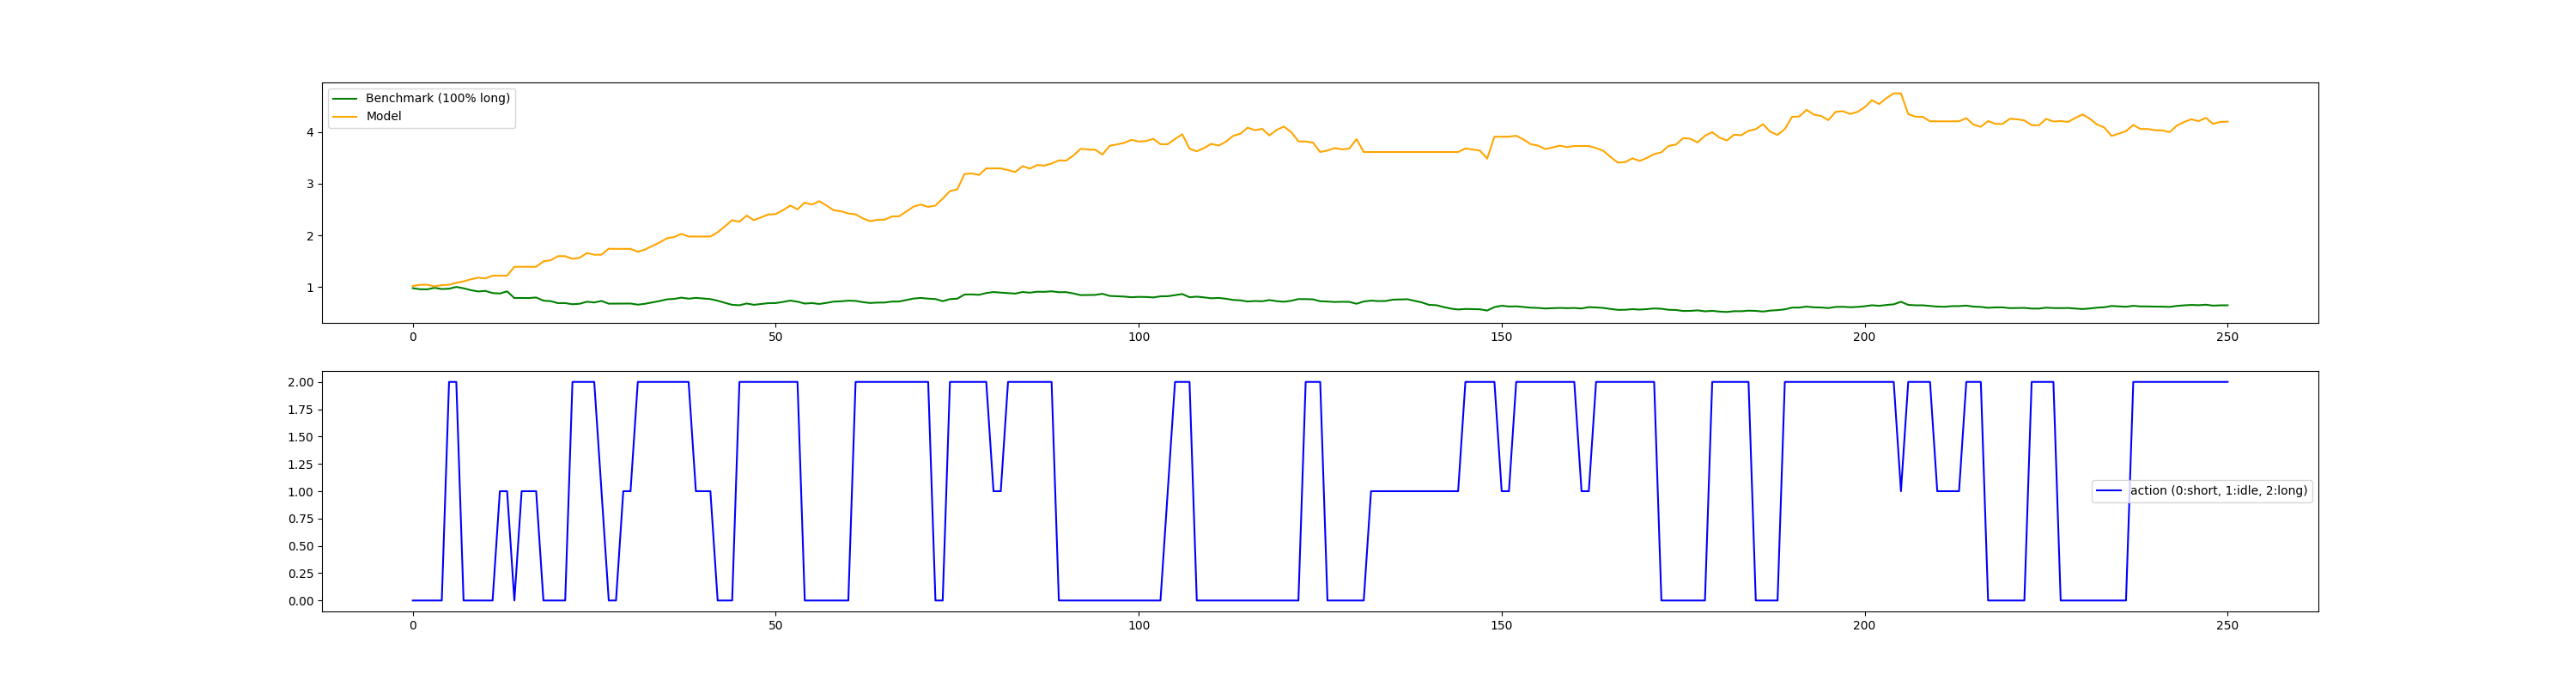 Benchmark (100% long)
Model
4
3
2
1
0 50 100 150 200 250
2.00
1.75
1.50
1.25
1.00
0.75
0.50
0.25
0.00
action (0:short, 1:idle, 2:long)
0 50 100 150 200 250